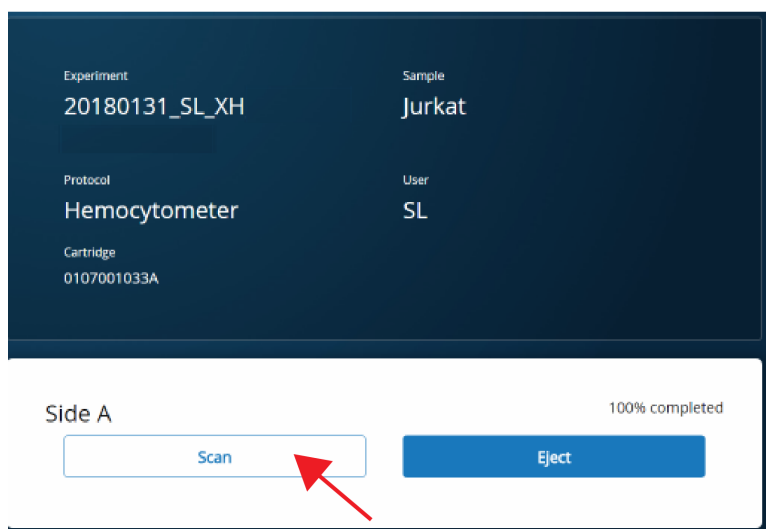 Experiment
Sample
20180131_SL_XH
Jurkat
Protocol
User
Hemocytometer
SL
Cartridge
0107001033A
Side A
100% completed
Scan
Eject